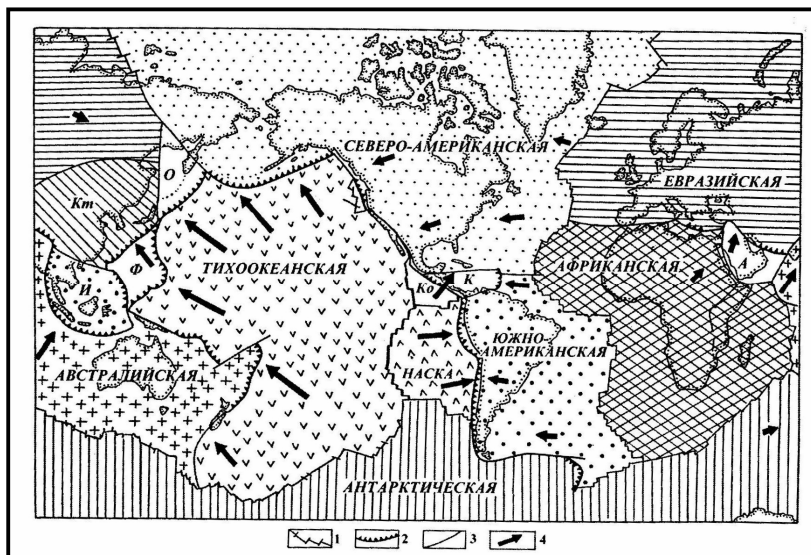 СЕВЕРО-АМЕРИКАНСКАЯ
О
ЕВРАЗИЙСКАЯ
Кт
Ф
ТИХООКЕАНСКАЯ
АФРИКАНСКАЯ
А
И
Ко
К
ЮЖНО-
АМЕРИКАНСКАЯ
АВСТРАЛИЙСКАЯ
НАСКА
АНТАРКТИЧЕСКАЯ
1 2 3 4